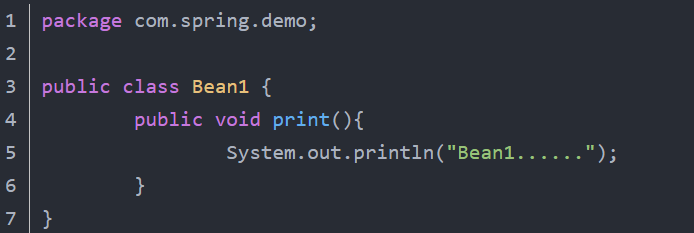 1 package com.spring.demo;
2
3 public class Bean1 {
4         public void print(){
5                 System.out.println("Bean1......");
6         }
7 }